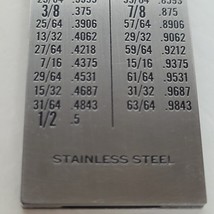 3/8 .375 7/8 .875
25/64 .3906 57/64 .8906
13/32 .4062 29/32 .9062
27/64 .4218 59/64 .9212
7/16 .4375 15/16 .9375
29/64 .4531 61/64 .9531
15/32 .4687 31/32 .9687
31/64 .4843 63/64 .9843
1/2 .5
STAINLESS STEEL